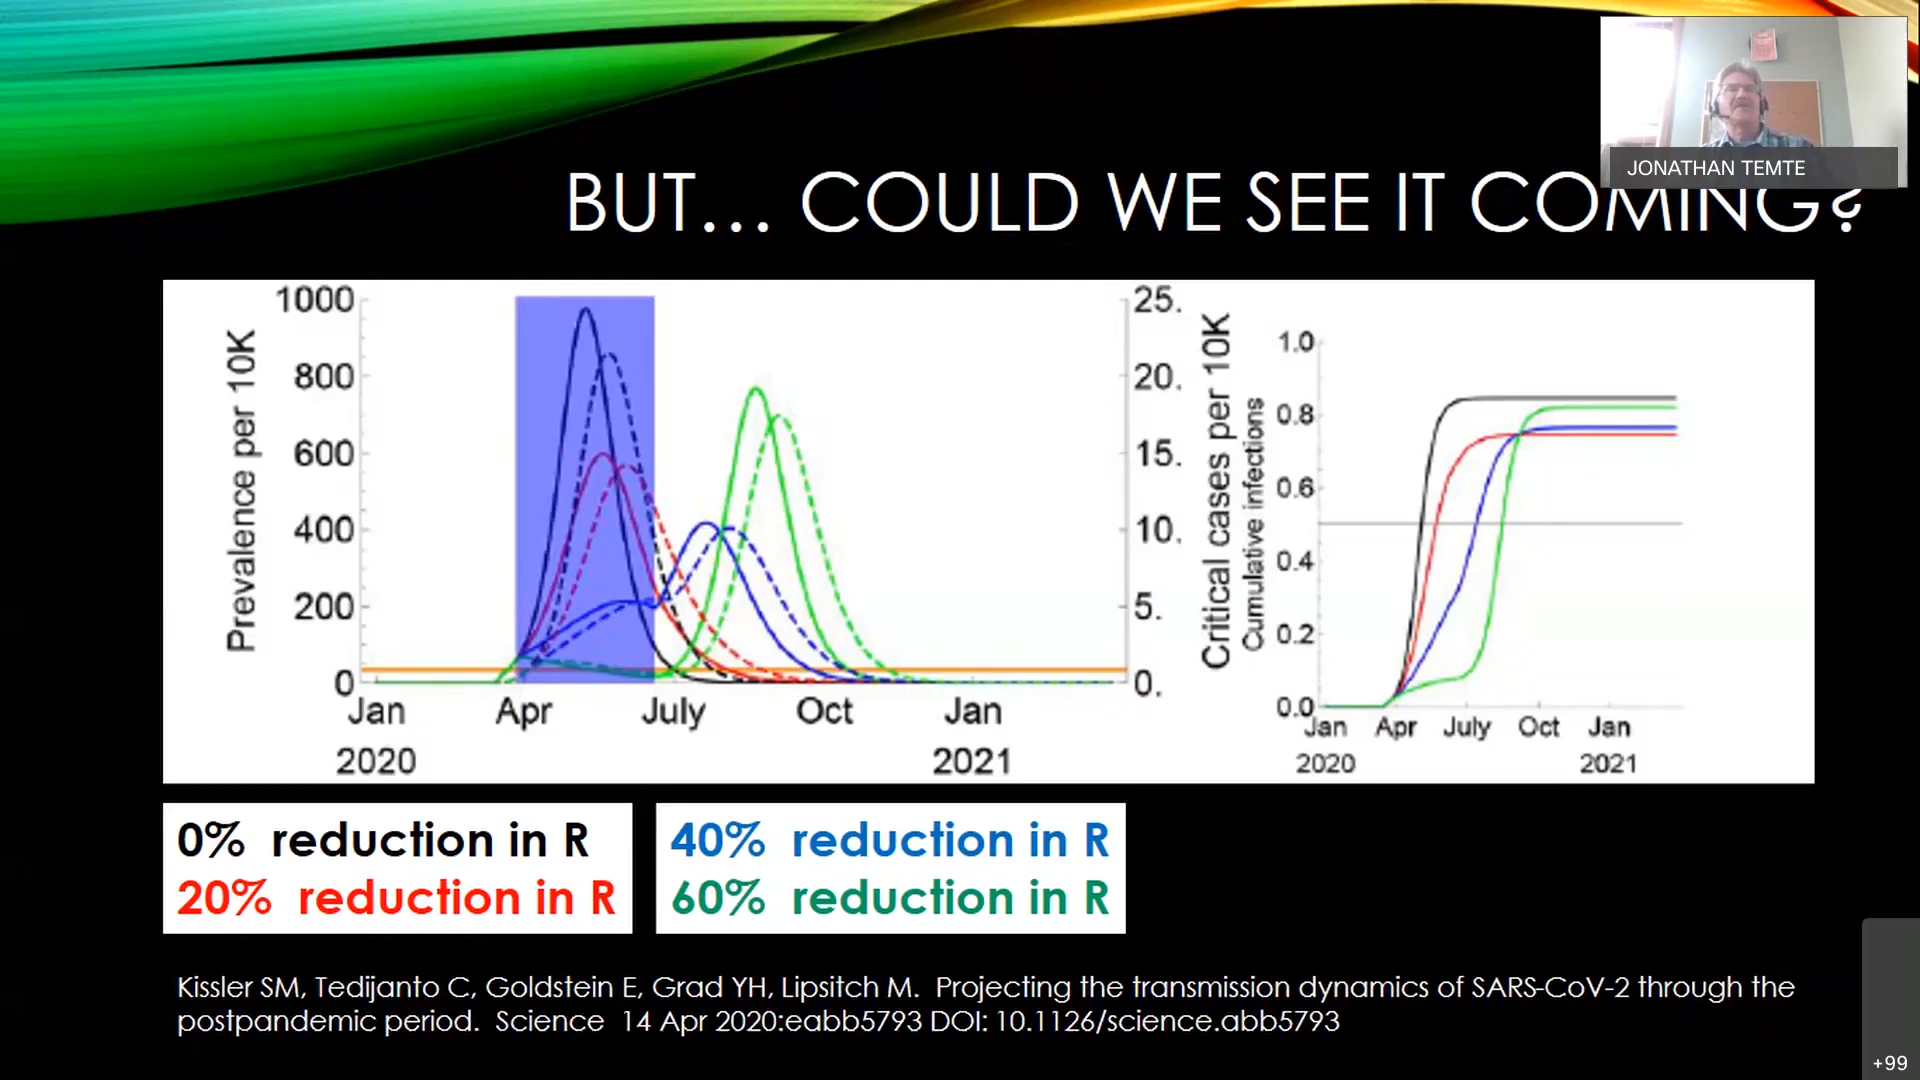 JONATHAN TEMTE
BUT... COULD WE SEE IT COMING?
Prevalence per 10K
1000
800
600
400
200
0
Jan
Apr
July
Oct
Jan
2020
2021
25.
20.
15.
10.
5.
0.
Critical cases per 10K
Cumulative infections
1.0
0.8
0.6
0.4
0.2
0.0
Jan
Apr
July
Oct
Jan
2020
2021
0% reduction in R
20% reduction in R
40% reduction in R
60% reduction in R
Kissler SM, Tedijanto C, Goldstein E, Grad YH, Lipsitch M. Projecting the transmission dynamics of SARS-CoV-2 through the
postpandemic period. Science 14 Apr 2020:eabb5793 DOI: 10.1126/science.abb5793
+99